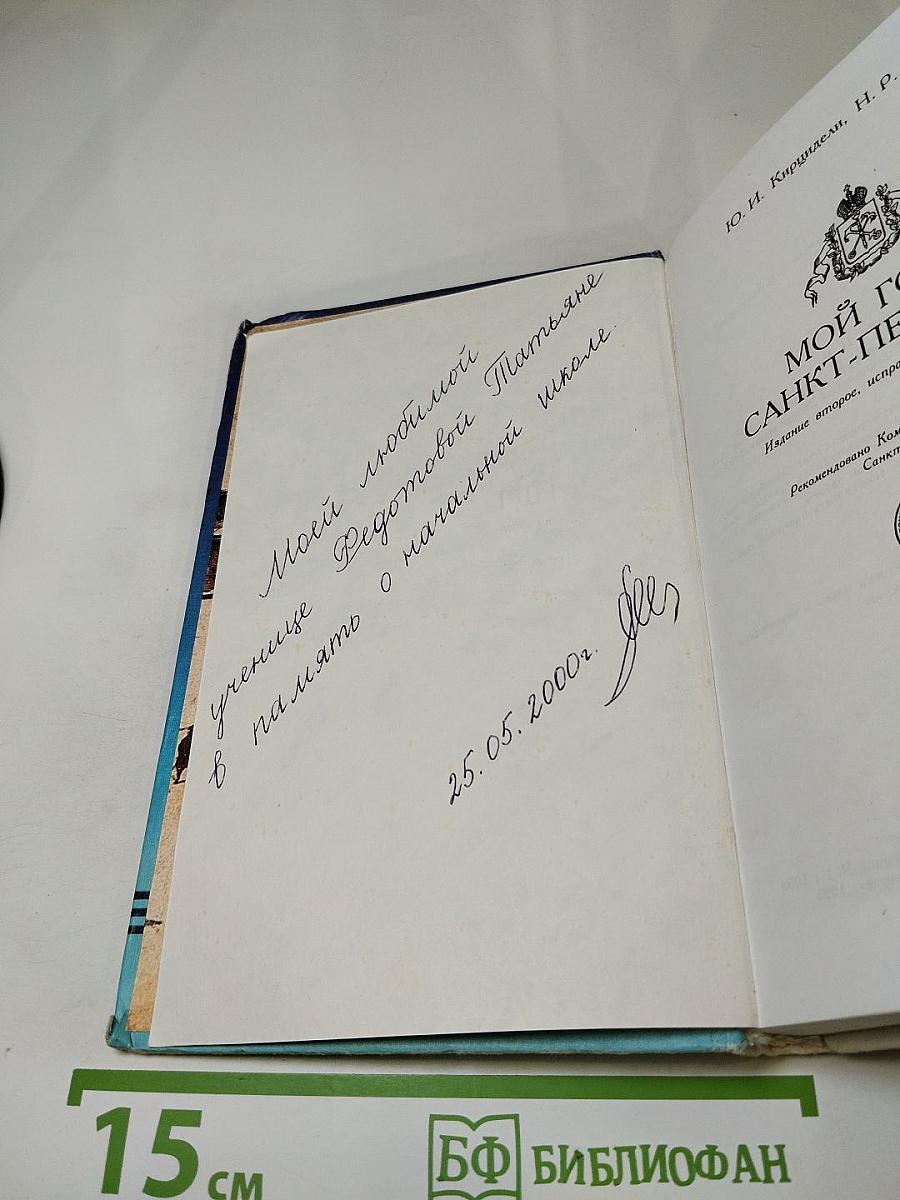 Моей любимой
ученице Федотовой Татьяне
в память о начальной школе.
25.05.2000г.
Ю. И. Кирцидели, Н. Р.
МОЙ ГО
САНКТ-ПЕ
Издание второе, испра
Рекомендовано Ком
Санкт
15 см
БФ БИБЛИОФАН